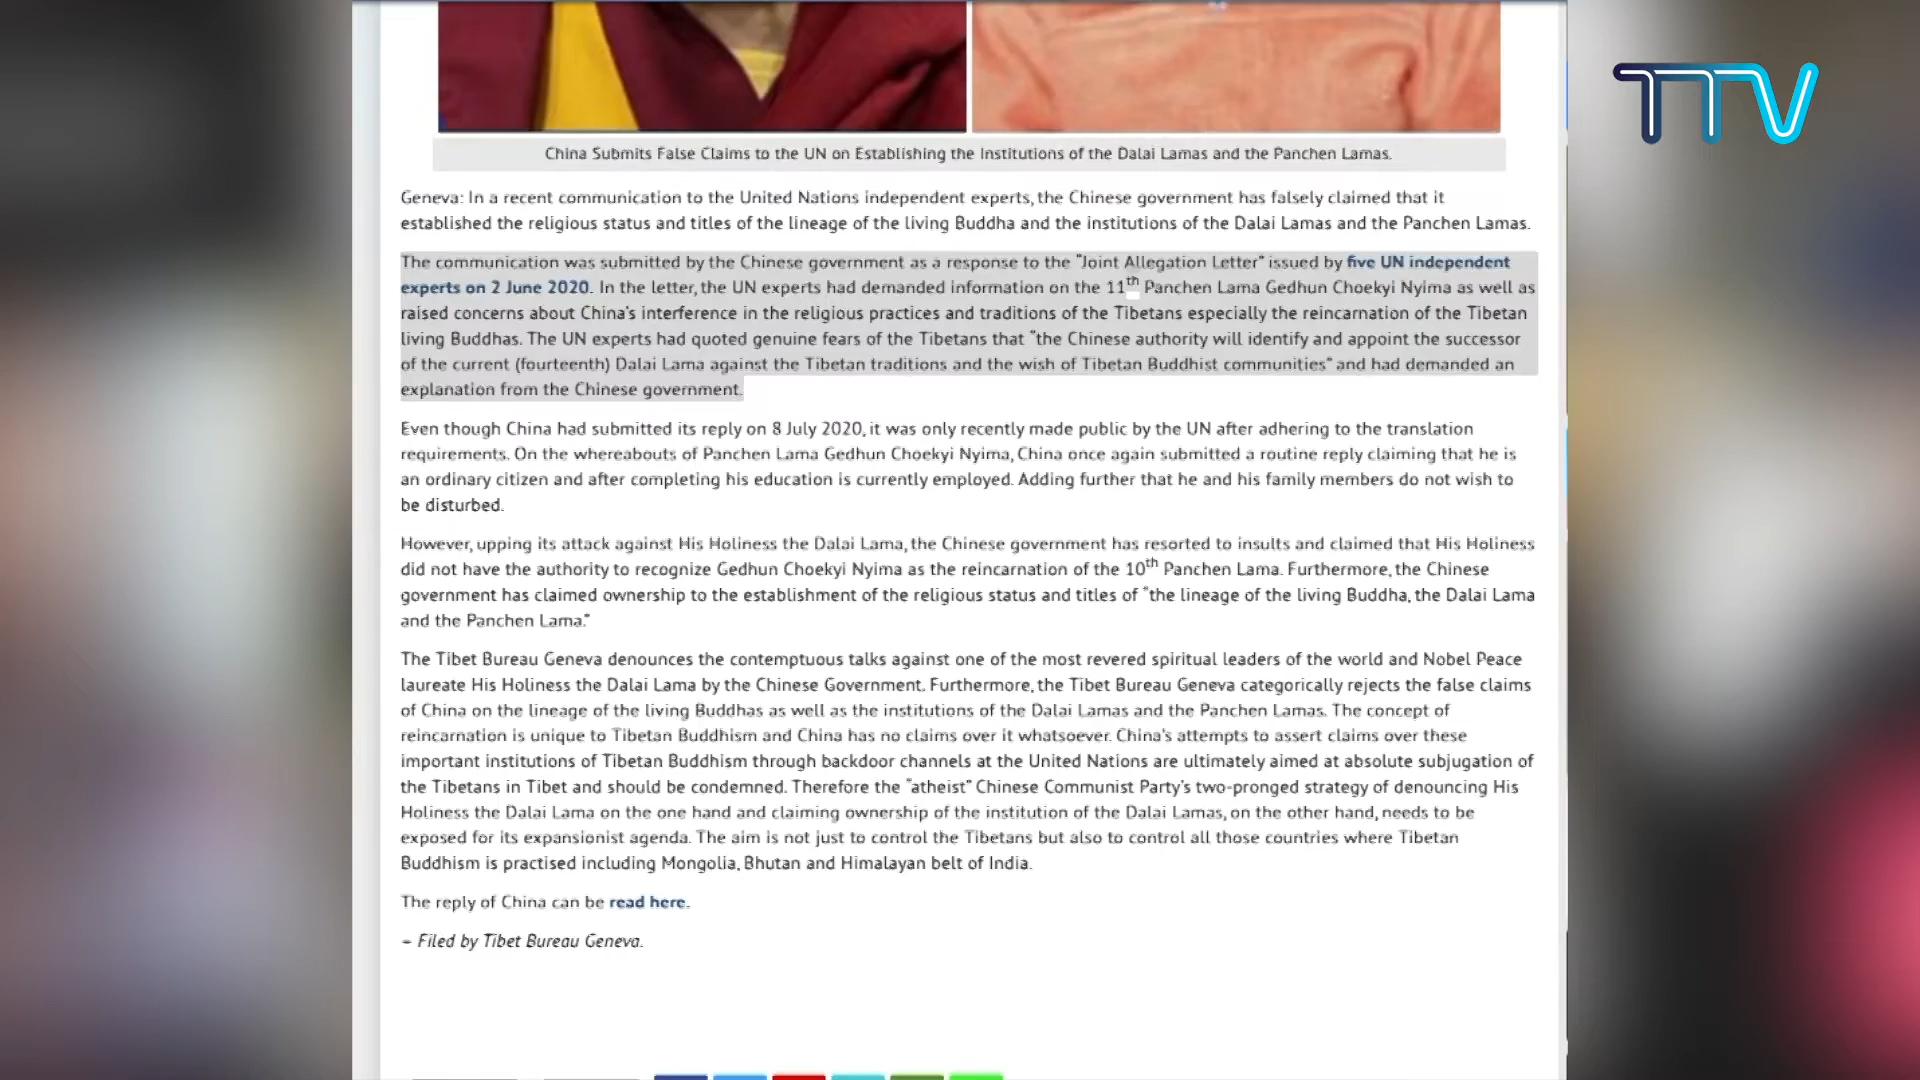 TTV
China Submits False Claims to the UN on Establishing the Institutions of the Dalai Lamas and the Panchen Lamas.
Geneva: In a recent communication to the United Nations independent experts, the Chinese government has falsely claimed that it
established the religious status and titles of the lineage of the living Buddha and the institutions of the Dalai Lamas and the Panchen Lamas.
The communication was submitted by the Chinese government as a response to the "Joint Allegation Letter" issued by five UN independent
experts on 2 June 2020. In the letter, the UN experts had demanded information on the 11th Panchen Lama Gedhun Choekyi Nyima as well as
raised concerns about China's interference in the religious practices and traditions of the Tibetans especially the reincarnation of the Tibetan
living Buddhas. The UN experts had quoted genuine fears of the Tibetans that "the Chinese authority will identify and appoint the successor
of the current (fourteenth) Dalai Lama against the Tibetan traditions and the wish of Tibetan Buddhist communities" and had demanded an
explanation from the Chinese government.
Even though China had submitted its reply on 8 July 2020, it was only recently made public by the UN after adhering to the translation
requirements. On the whereabouts of Panchen Lama Gedhun Choekyi Nyima, China once again submitted a routine reply claiming that he is
an ordinary citizen and after completing his education is currently employed. Adding further that he and his family members do not wish to
be disturbed.
However, upping its attack against His Holiness the Dalai Lama, the Chinese government has resorted to insults and claimed that His Holiness
did not have the authority to recognize Gedhun Choekyi Nyima as the reincarnation of the 10th Panchen Lama. Furthermore, the Chinese
government has claimed ownership to the establishment of the religious status and titles of "the lineage of the living Buddha, the Dalai Lama
and the Panchen Lama."
The Tibet Bureau Geneva denounces the contemptuous talks against one of the most revered spiritual leaders of the world and Nobel Peace
laureate His Holiness the Dalai Lama by the Chinese Government. Furthermore, the Tibet Bureau Geneva categorically rejects the false claims
of China on the lineage of the living Buddhas as well as the institutions of the Dalai Lamas and the Panchen Lamas. The concept of
reincarnation is unique to Tibetan Buddhism and China has no claims over it whatsoever. China's attempts to assert claims over these
important institutions of Tibetan Buddhism through backdoor channels at the United Nations are ultimately aimed at absolute subjugation of
the Tibetans in Tibet and should be condemned. Therefore the "atheist" Chinese Communist Party's two-pronged strategy of denouncing His
Holiness the Dalai Lama on the one hand and claiming ownership of the institution of the Dalai Lamas, on the other hand, needs to be
exposed for its expansionist agenda. The aim is not just to control the Tibetans but also to control all those countries where Tibetan
Buddhism is practised including Mongolia, Bhutan and Himalayan belt of India.
The reply of China can be read here.
– Filed by Tibet Bureau Geneva.